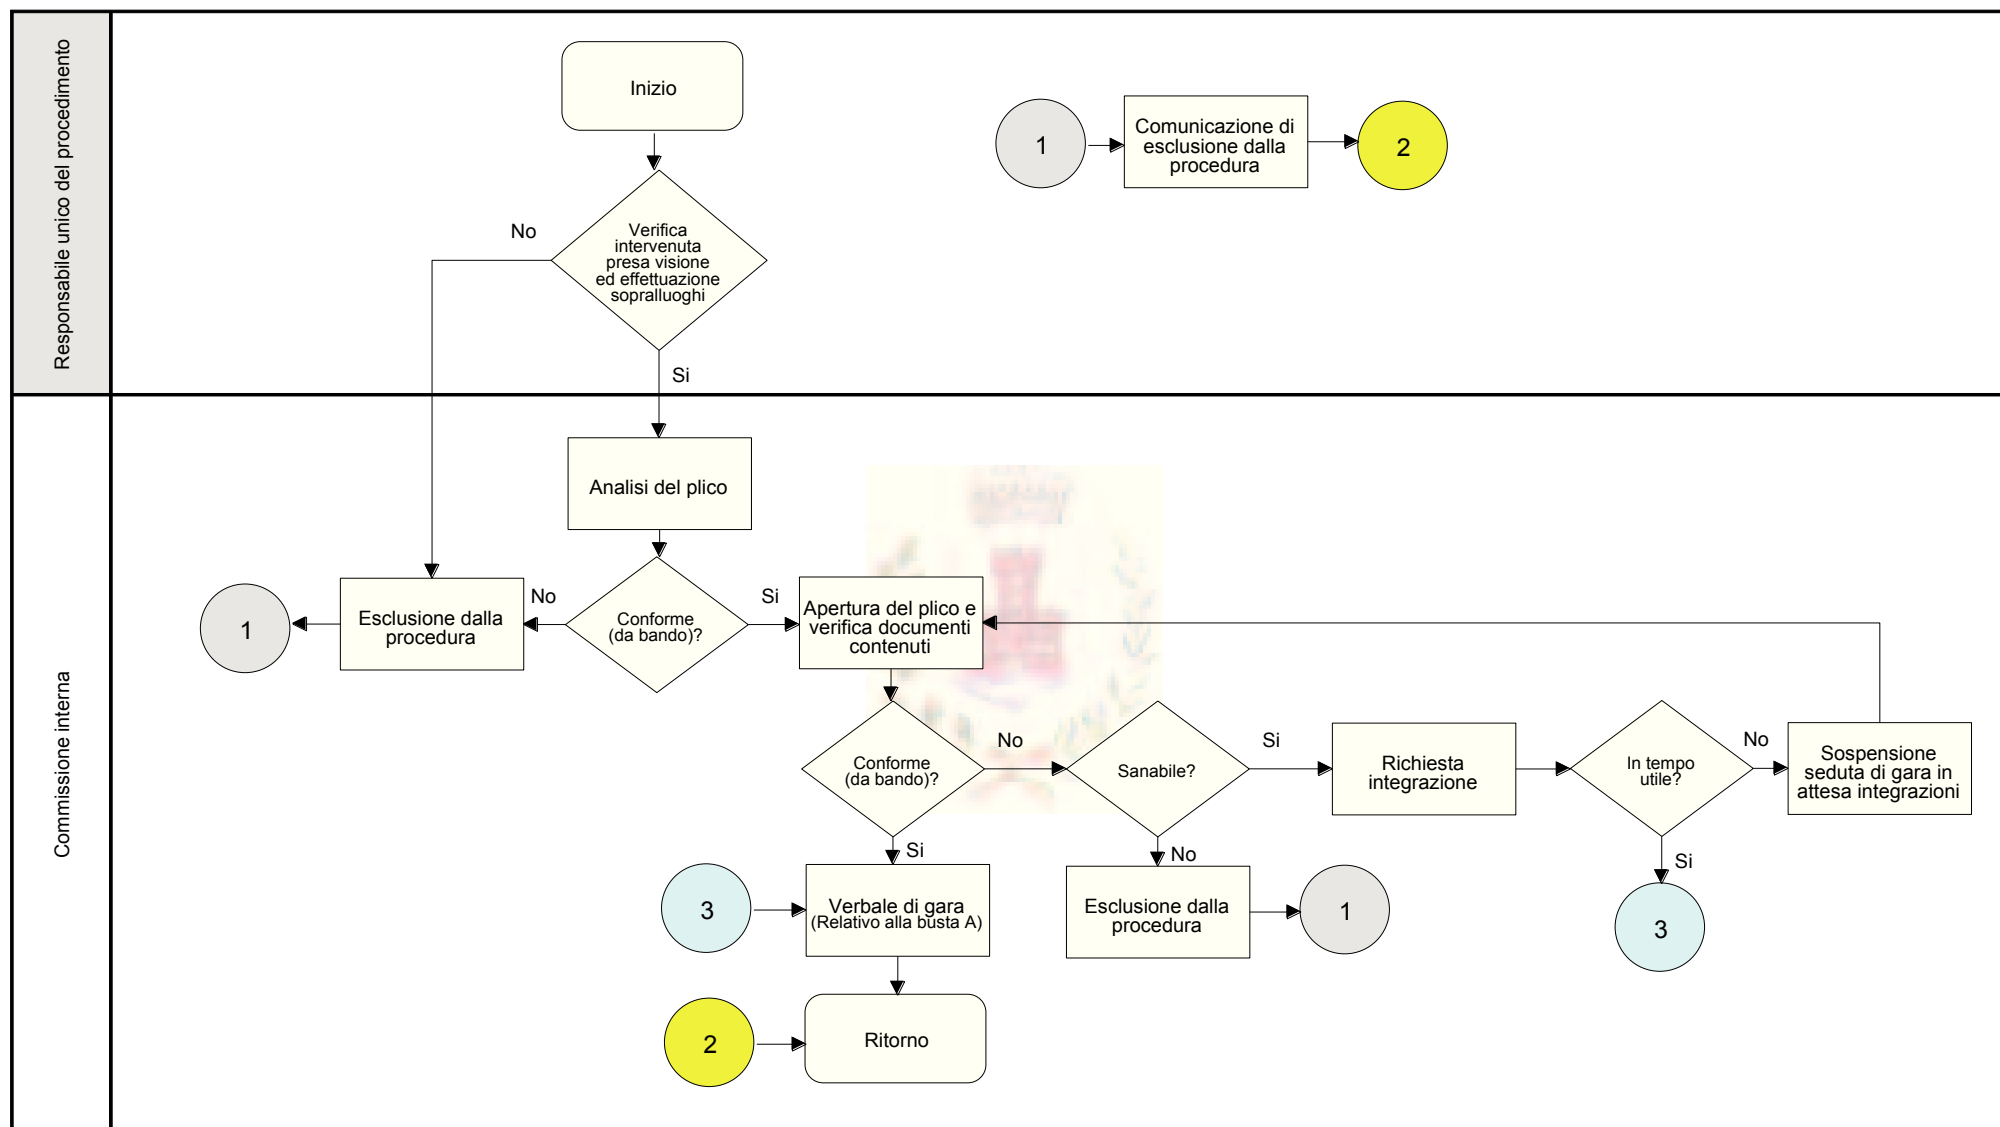 Responsabile unico del procedimento
Inizio
1
Comunicazione di
esclusione dalla
procedura
2
No
Verifica
intervenuta
presa visione
ed effettuazione
sopralluoghi
Si
Commissione interna
Analisi del plico
1
Esclusione dalla
procedura
No
Conforme
(da bando)?
Si
Apertura del plico e
verifica documenti
contenuti
Conforme
(da bando)?
No
Sanabile?
Si
Richiesta
integrazione
In tempo
utile?
No
Sospensione
seduta di gara in
attesa integrazioni
Si
No
Si
3
Verbale di gara
(Relativo alla busta A)
Esclusione dalla
procedura
1
3
2
Ritorno